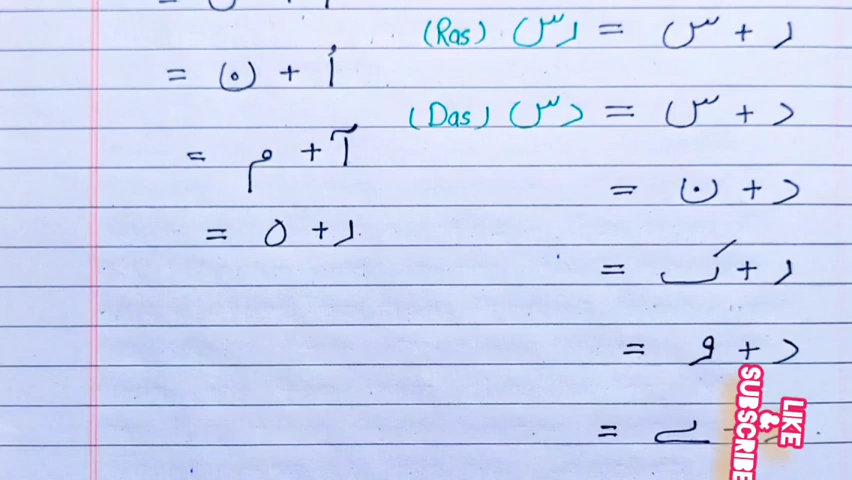 ر + س = رس (Ras)
د + س = دس (Das)
د + ن =
ر + ک =
د + و =
ے =
اُ + ن =
آ + م =
ر + ہ =
LIKE & SUBSCRIBE